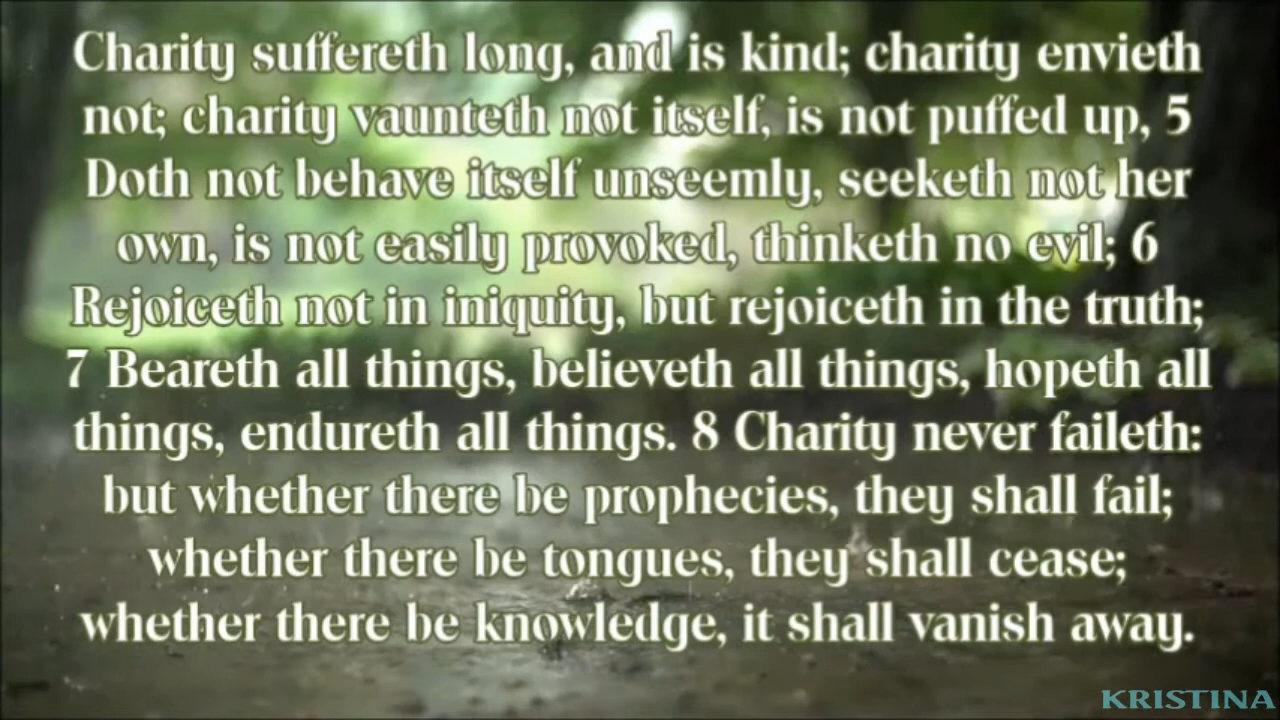 Charity suffereth long, and is kind; charity envieth
not; charity vaunteth not itself, is not puffed up, 5
Doth not behave itself unseemly, seeketh not her
own, is not easily provoked, thinketh no evil; 6
Rejoiceth not in iniquity, but rejoiceth in the truth;
7 Beareth all things, believeth all things, hopeth all
things, endureth all things. 8 Charity never faileth:
but whether there be prophecies, they shall fail;
whether there be tongues, they shall cease;
whether there be knowledge, it shall vanish away.
KRISTINA